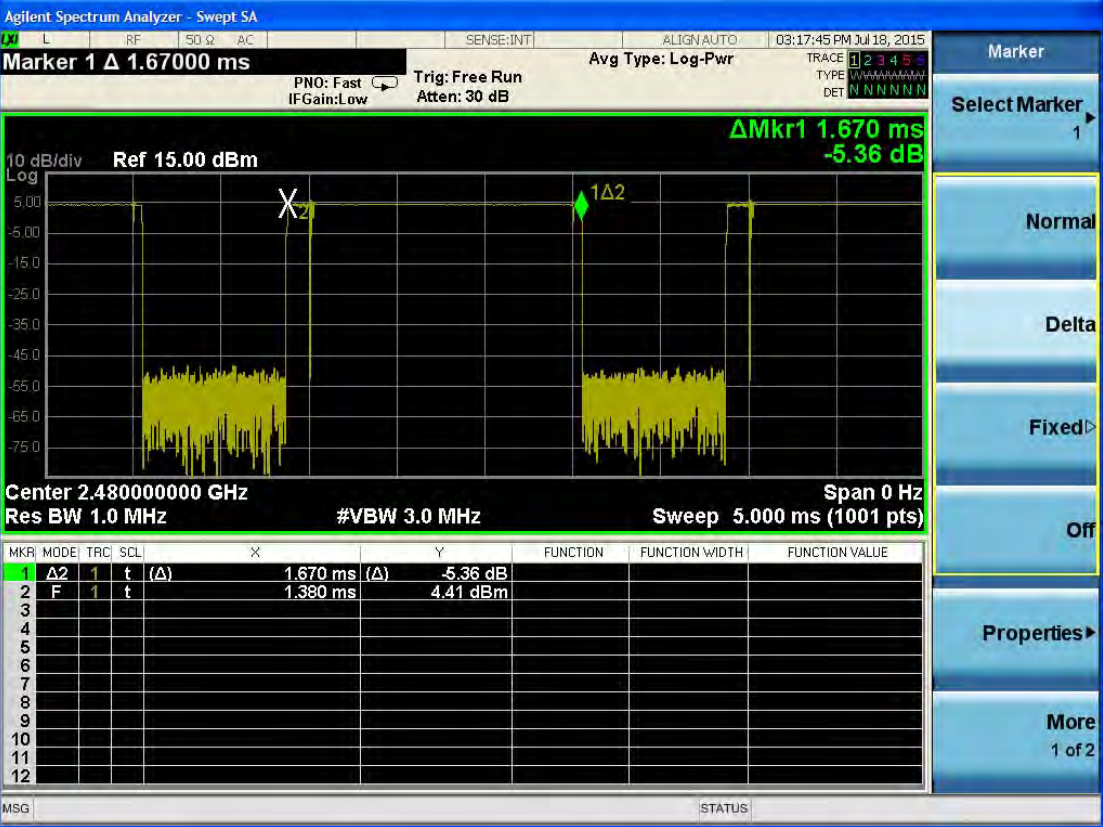 Agilent Spectrum Analyzer - Swept SA
LXI L RF 50 Ω AC SENSE:INT ALIGN AUTO 03:17:45 PM Jul 18, 2015
Marker 1 Δ 1.67000 ms
PNO: Fast
IFGain:Low
Trig: Free Run
Atten: 30 dB
Avg Type: Log-Pwr
TRACE 1 2 3 4 5 6
TYPE
DET N N N N N N
ΔMkr1 1.670 ms
-5.36 dB
10 dB/div Ref 15.00 dBm
Log
5.00
-5.00
-15.0
-25.0
-35.0
-45.0
-55.0
-65.0
-75.0
X2
1Δ2
Center 2.480000000 GHz Span 0 Hz
Res BW 1.0 MHz #VBW 3.0 MHz Sweep 5.000 ms (1001 pts)
MKR MODE TRC SCL X Y FUNCTION FUNCTION WIDTH FUNCTION VALUE
1 Δ2 1 t (Δ) 1.670 ms (Δ) -5.36 dB
2 F 1 t 1.380 ms 4.41 dBm
3
4
5
6
7
8
9
10
11
12
MSG STATUS
Marker
Select Marker
1
Normal
Delta
Fixed
Off
Properties
More
1 of 2